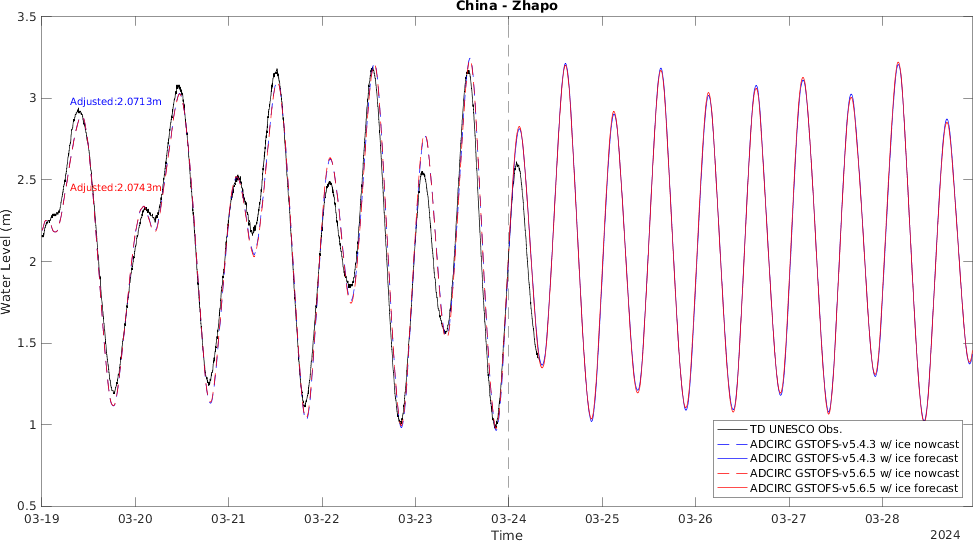 China - Zhapo
3.5
3
2.5
2
1.5
1
0.5
Water Level (m)
Adjusted:2.0713m
Adjusted:2.0743m
TD UNESCO Obs.
ADCIRC GSTOFS-v5.4.3 w/ ice nowcast
ADCIRC GSTOFS-v5.4.3 w/ ice forecast
ADCIRC GSTOFS-v5.6.5 w/ ice nowcast
ADCIRC GSTOFS-v5.6.5 w/ ice forecast
03-19 03-20 03-21 03-22 03-23 03-24 03-25 03-26 03-27 03-28
Time
2024